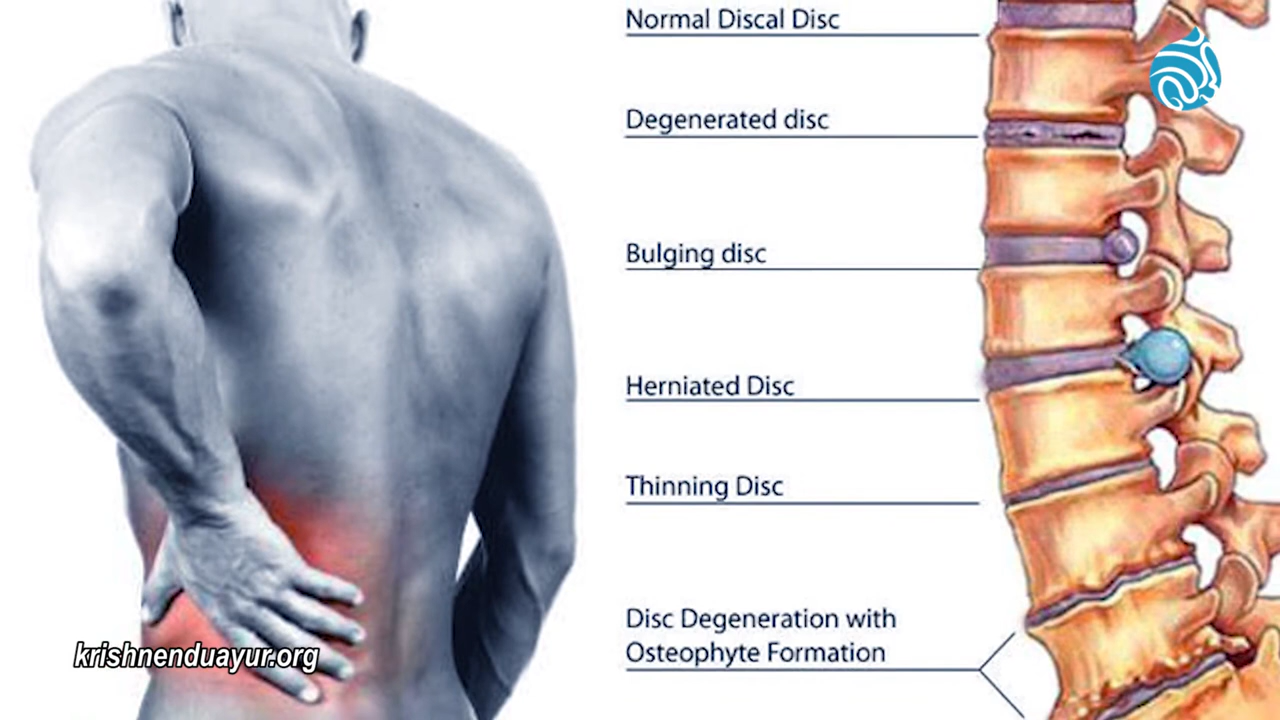 Normal Discal Disc
Degenerated disc
Bulging disc
Herniated Disc
Thinning Disc
Disc Degeneration with
Osteophyte Formation
krishnenduayur.org